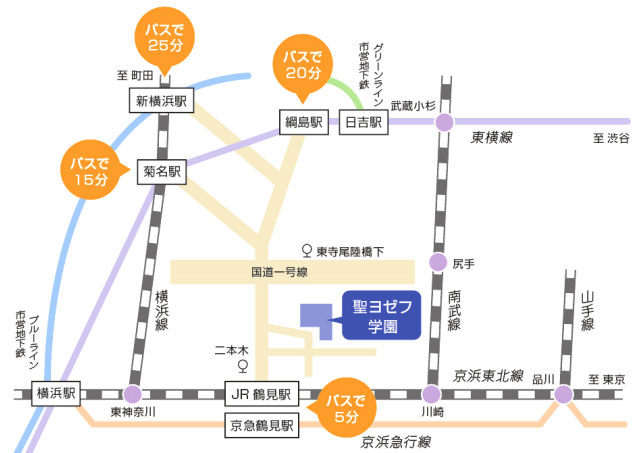 バスで
25分
至 町田
新横浜駅
バスで
20分
市営地下鉄
グリーンライン
綱島駅
日吉駅
武蔵小杉
東横線
至 渋谷
バスで
15分
菊名駅
東寺尾陸橋下
国道一号線
尻手
横浜線
聖ヨゼフ
学園
南武線
山手線
市営地下鉄
ブルーライン
二本木
京浜東北線
品川
至 東京
横浜駅
東神奈川
JR 鶴見駅
バスで
5分
川崎
京急鶴見駅
京浜急行線